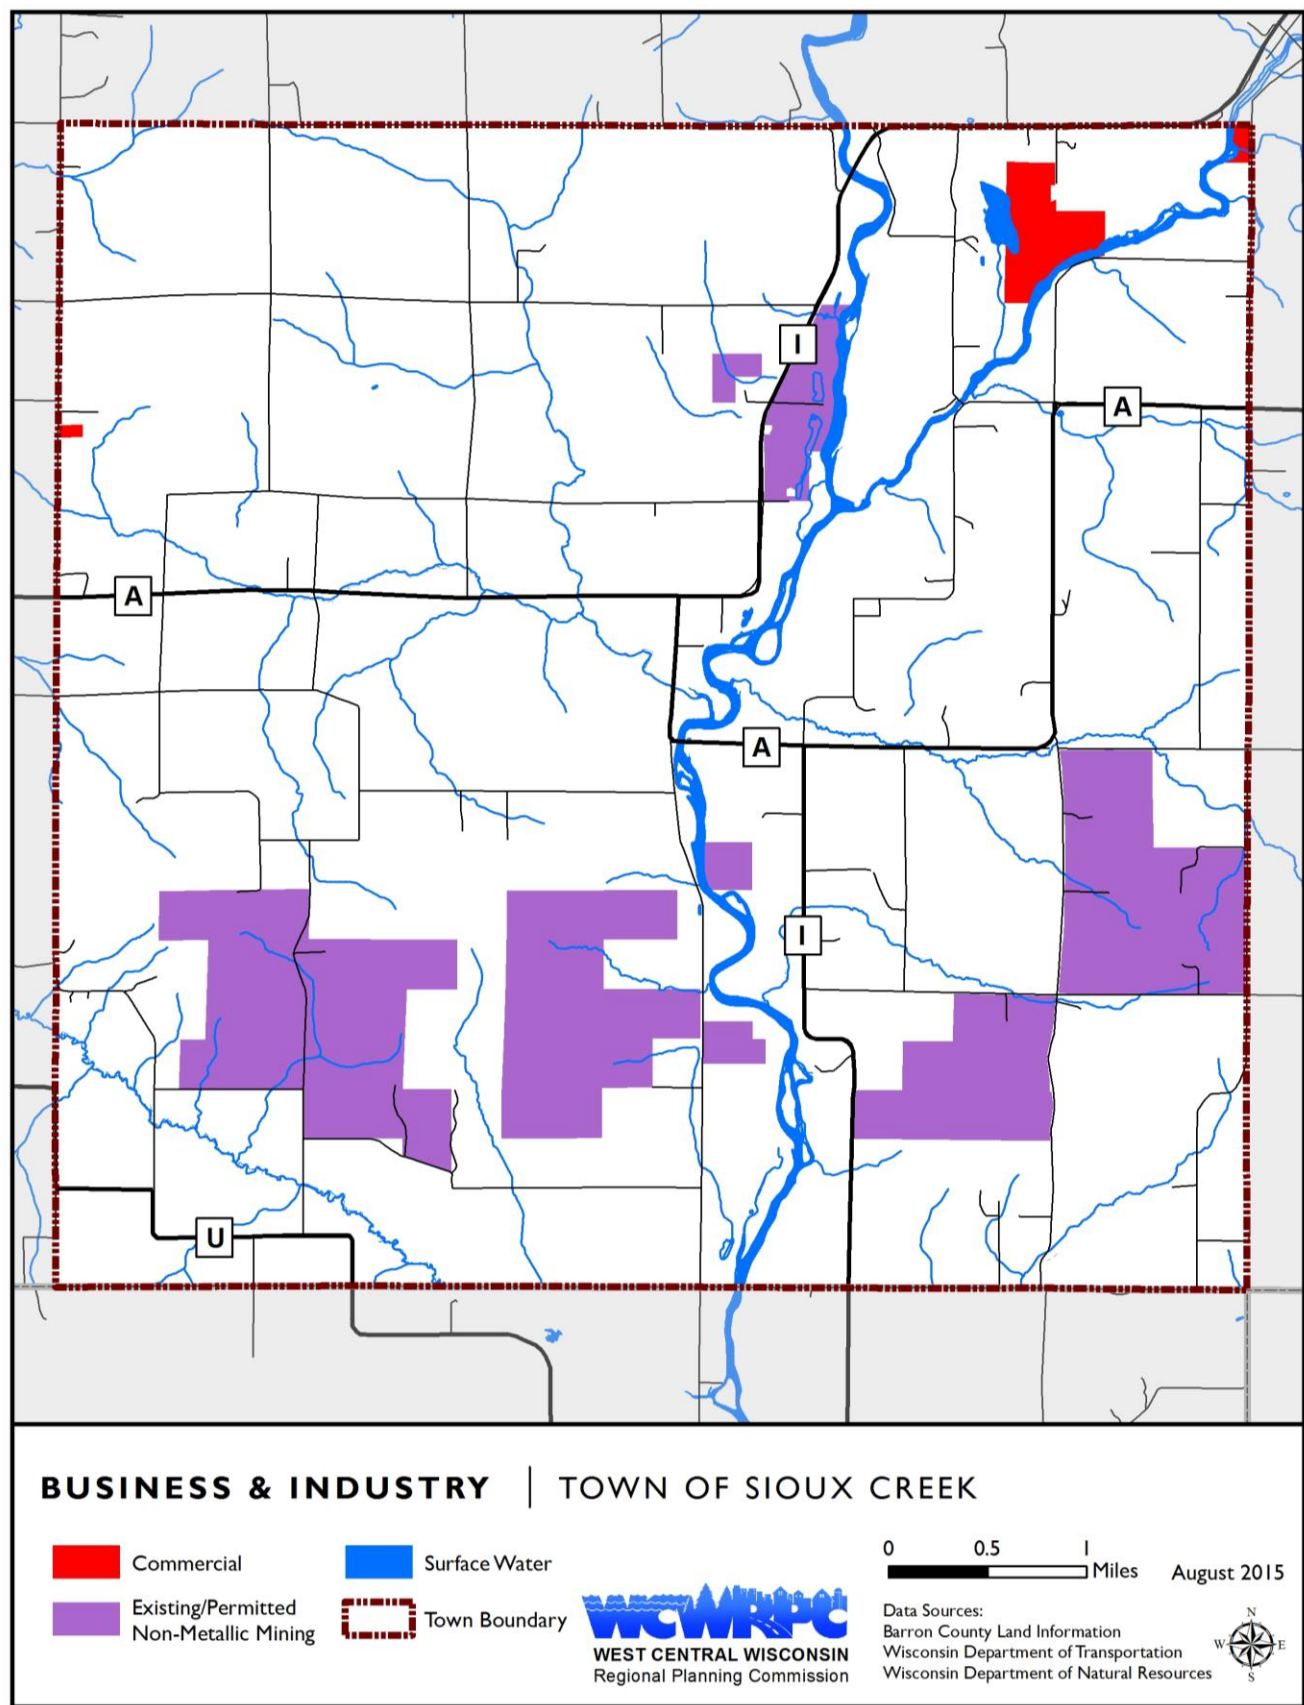 I
A
A
A
I
U
BUSINESS & INDUSTRY | TOWN OF SIOUX CREEK
Commercial
Surface Water
Existing/Permitted
Non-Metallic Mining
Town Boundary
WCWRPC
WEST CENTRAL WISCONSIN
Regional Planning Commission
0 0.5 1
Miles
August 2015
Data Sources:
Barron County Land Information
Wisconsin Department of Transportation
Wisconsin Department of Natural Resources
N
W E
S